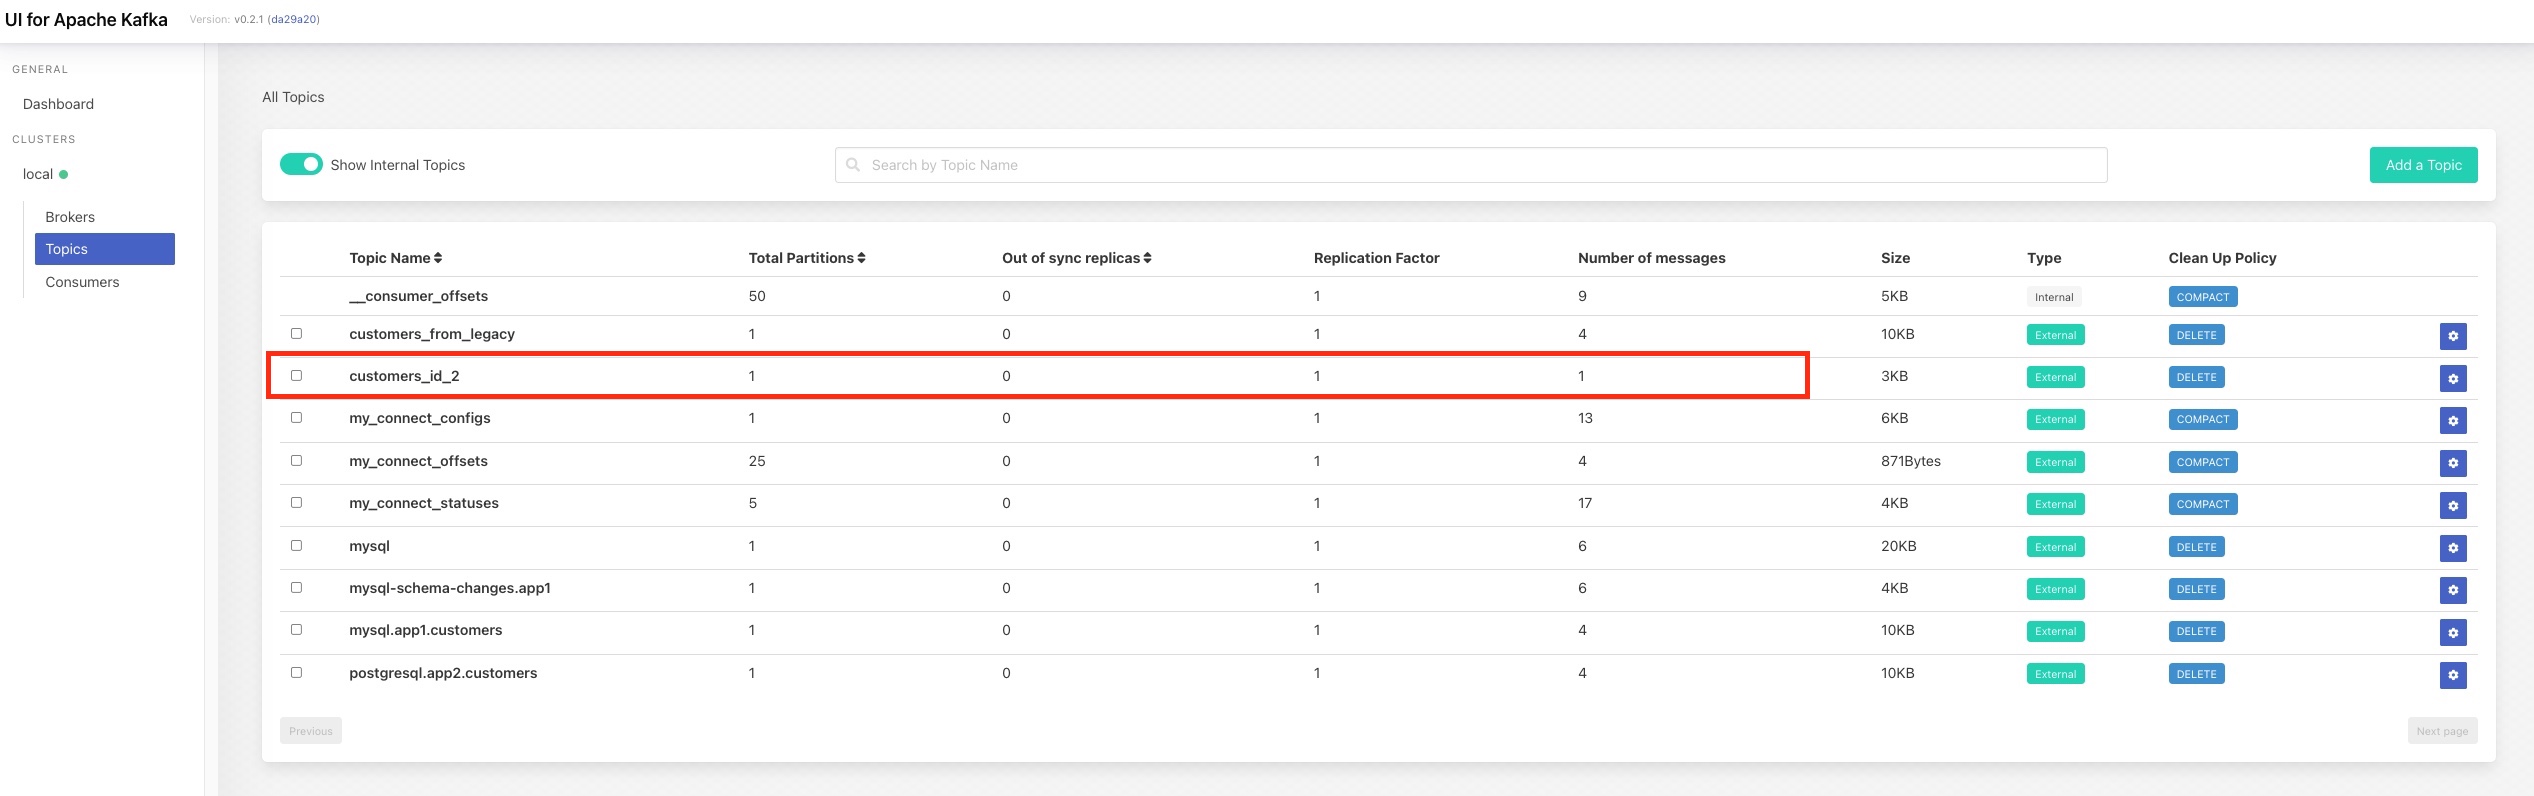 UI for Apache Kafka Version: v0.2.1 (da29a20)
GENERAL
Dashboard
CLUSTERS
local
Brokers
Topics
Consumers
All Topics
Show Internal Topics Search by Topic Name Add a Topic
Topic Name Total Partitions Out of sync replicas Replication Factor Number of messages Size Type Clean Up Policy
__consumer_offsets 50 0 1 9 5KB Internal COMPACT
customers_from_legacy 1 0 1 4 10KB External DELETE
customers_id_2 1 0 1 1 3KB External DELETE
my_connect_configs 1 0 1 13 6KB External COMPACT
my_connect_offsets 25 0 1 4 871Bytes External COMPACT
my_connect_statuses 5 0 1 17 4KB External COMPACT
mysql 1 0 1 6 20KB External DELETE
mysql-schema-changes.app1 1 0 1 6 4KB External DELETE
mysql.app1.customers 1 0 1 4 10KB External DELETE
postgresql.app2.customers 1 0 1 4 10KB External DELETE
Previous Next page